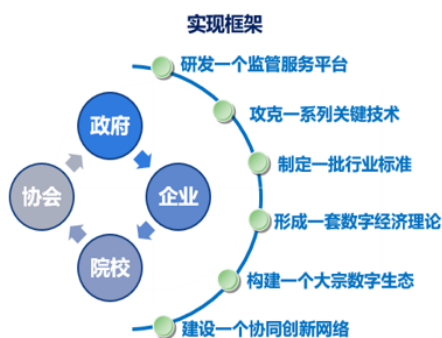 实现框架
研发一个监管服务平台
攻克一系列关键技术
政府
制定一批行业标准
协会
企业
形成一套数字经济理论
院校
构建一个大宗数字生态
建设一个协同创新网络